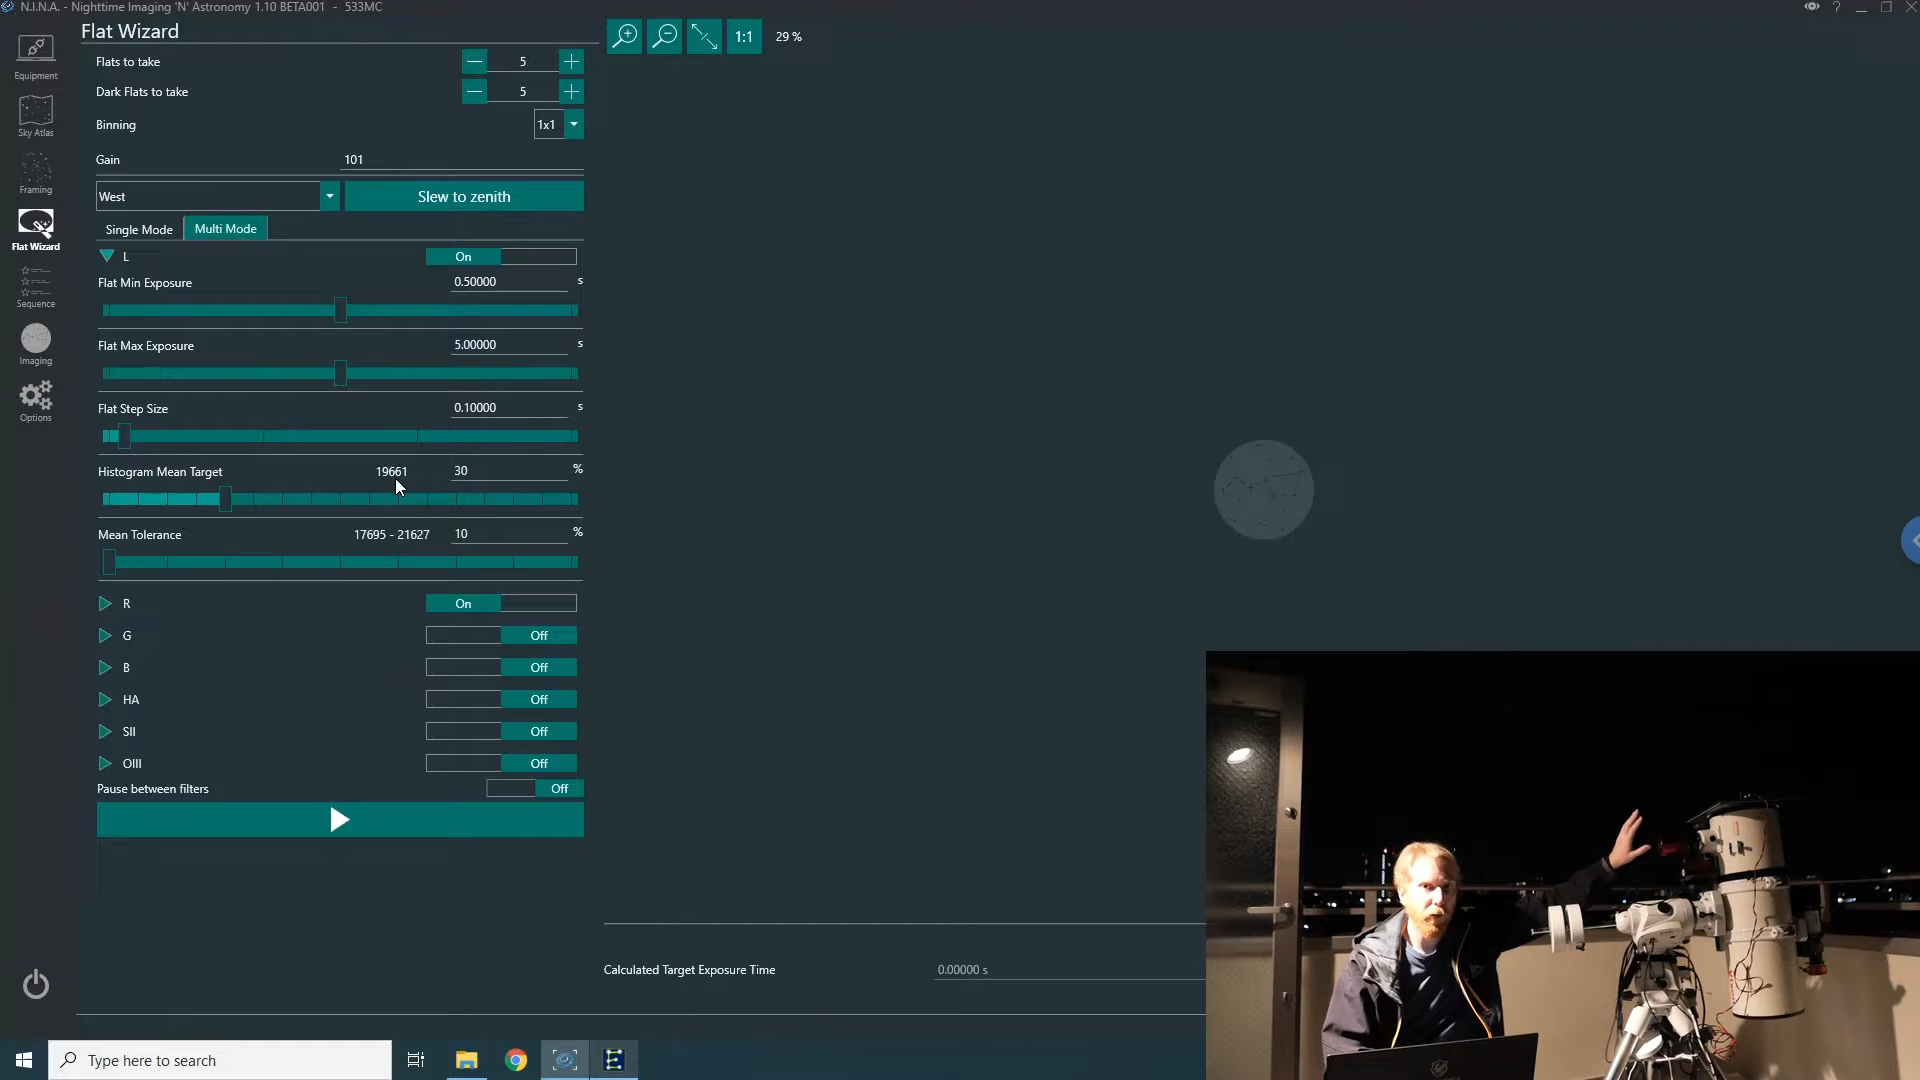 N.I.N.A. - Nighttime Imaging 'N' Astronomy 1.10 BETA001 - 533MC
Equipment
Sky Atlas
Framing
Flat Wizard
Sequence
Imaging
Options
Flat Wizard
Flats to take 5
Dark Flats to take 5
Binning 1x1
Gain 101
West Slew to zenith
Single Mode Multi Mode
L On
Flat Min Exposure 0.50000 s
Flat Max Exposure 5.00000 s
Flat Step Size 0.10000 s
Histogram Mean Target 19661 30 %
Mean Tolerance 17695 - 21627 10 %
R On
G Off
B Off
HA Off
SII Off
OIII Off
Pause between filters Off
1:1 29 %
Calculated Target Exposure Time 0.00000 s
Type here to search